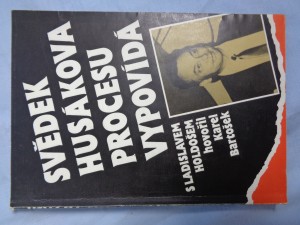 SVĚDEK
HUSÁKOVA
PROCESU
VYPOVÍDÁ
S LADISLAVEM
HOLDOŠEM
hovořil
Karel
Bartošek